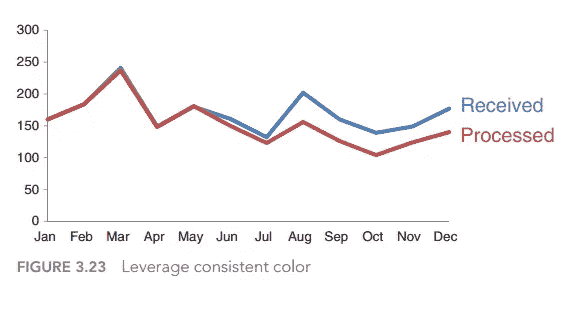 300
250
200
150
100
50
0
Received
Processed
Jan Feb Mar Apr May Jun Jul Aug Sep Oct Nov Dec
FIGURE 3.23 Leverage consistent color